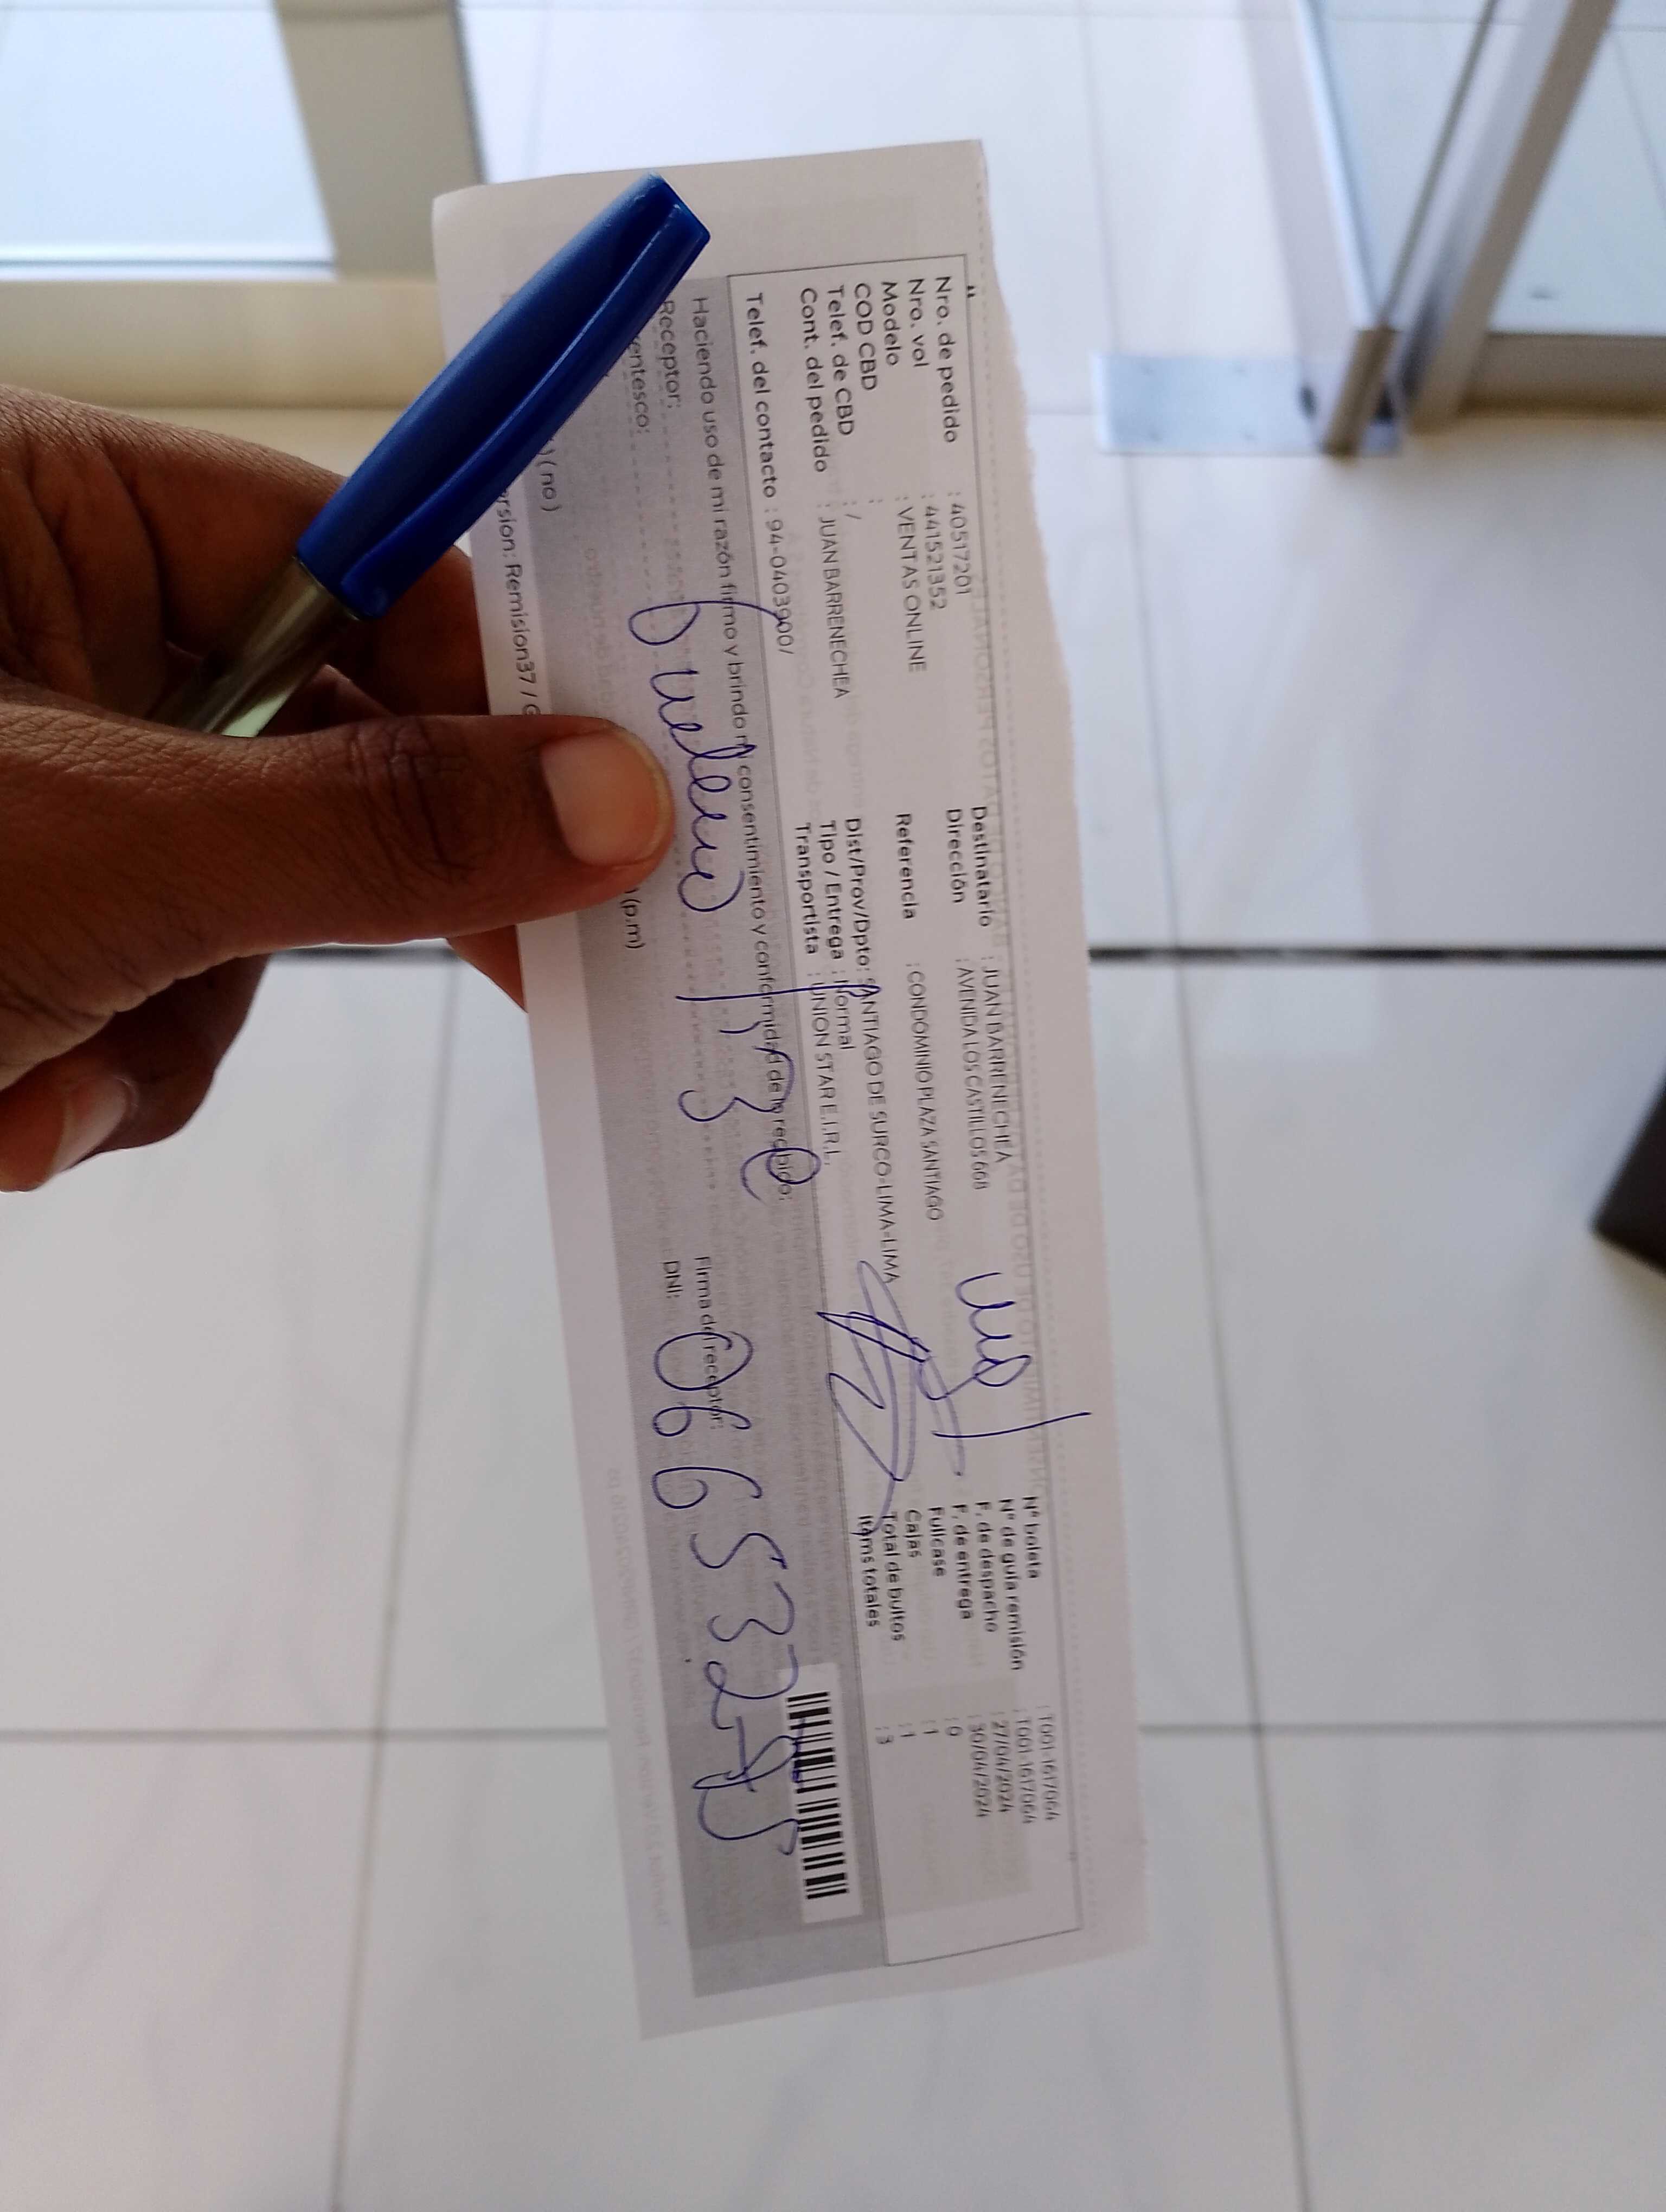 Nro. de pedido : 40517201
Nro. vol : 441521352
Modelo : VENTAS ONLINE
COD CBD :
Telef. de CBD : /
Cont. del pedido : JUAN BARRENECHEA
Telef. del contacto : 94-0403900/
Destinatario : JUAN BARRENECHEA
Dirección : AVENIDA LOS CASTILLOS 668
Referencia : CONDOMINIO PLAZA SANTIAGO
Dist/Prov/Dpto: SANTIAGO DE SURCO-LIMA-LIMA
Tipo / Entrega : Normal
Transportista : UNION STAR E.I.R.L.
Nº boleta : T001-1617064
Nº de guía remisión : T001-1617064
F. de despacho : 27/04/2024
F. de entrega : 30/04/2024
Fullcase : 0
Cajas : 1
Total de bultos : 1
Items totales : 3
Haciendo uso de mi razón firmo y brindo mi consentimiento y conformidad de lo recibido:
Receptor:
entesco:
Firma del receptor:
DNI:
(no)
(p.m)
rsion: Remision37 / G